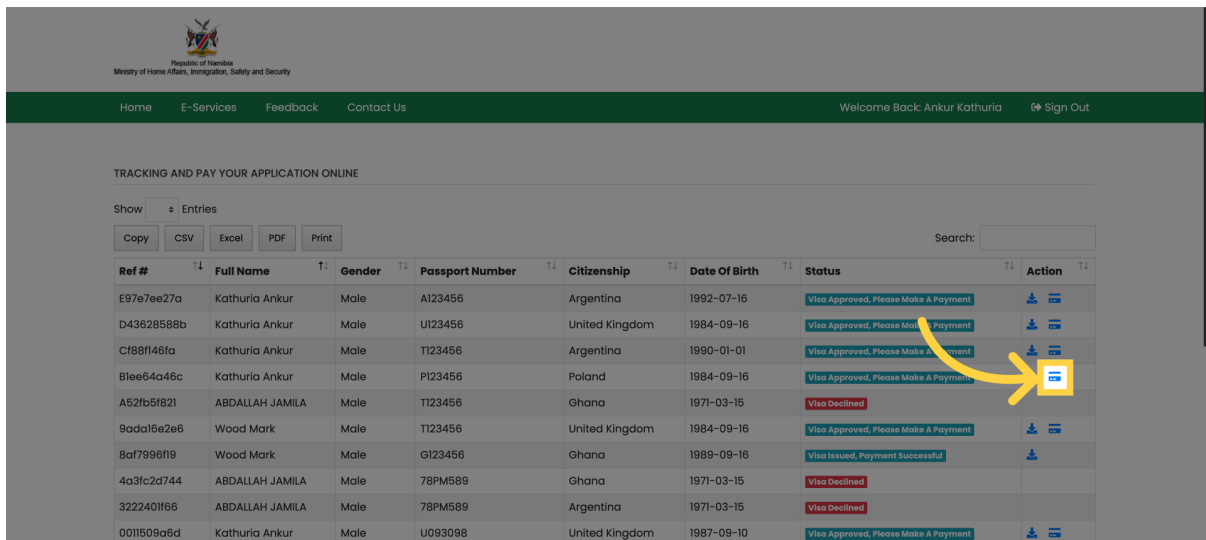 Republic of Namibia
Ministry of Home Affairs, Immigration, Safety and Security
Home E-Services Feedback Contact Us Welcome Back: Ankur Kathuria Sign Out
TRACKING AND PAY YOUR APPLICATION ONLINE
Show Entries
Copy CSV Excel PDF Print Search:
Ref # Full Name Gender Passport Number Citizenship Date Of Birth Status Action
E97e7ee27a Kathuria Ankur Male A123456 Argentina 1992-07-16 Visa Approved, Please Make A Payment
D43628588b Kathuria Ankur Male U123456 United Kingdom 1984-09-16 Visa Approved, Please Make A Payment
Cf88f146fa Kathuria Ankur Male T123456 Argentina 1990-01-01 Visa Approved, Please Make A Payment
B1ee64a46c Kathuria Ankur Male P123456 Poland 1984-09-16 Visa Approved, Please Make A Payment
A52fb5f821 ABDALLAH JAMILA Male T123456 Ghana 1971-03-15 Visa Declined
9ada16e2e6 Wood Mark Male T123456 United Kingdom 1984-09-16 Visa Approved, Please Make A Payment
8af7996f19 Wood Mark Male G123456 Ghana 1989-09-16 Visa Issued, Payment Successful
4a3fc2d744 ABDALLAH JAMILA Male 78PM589 Ghana 1971-03-15 Visa Declined
3222401f66 ABDALLAH JAMILA Male 78PM589 Argentina 1971-03-15 Visa Declined
0011509a6d Kathuria Ankur Male U093098 United Kingdom 1987-09-10 Visa Approved, Please Make A Payment